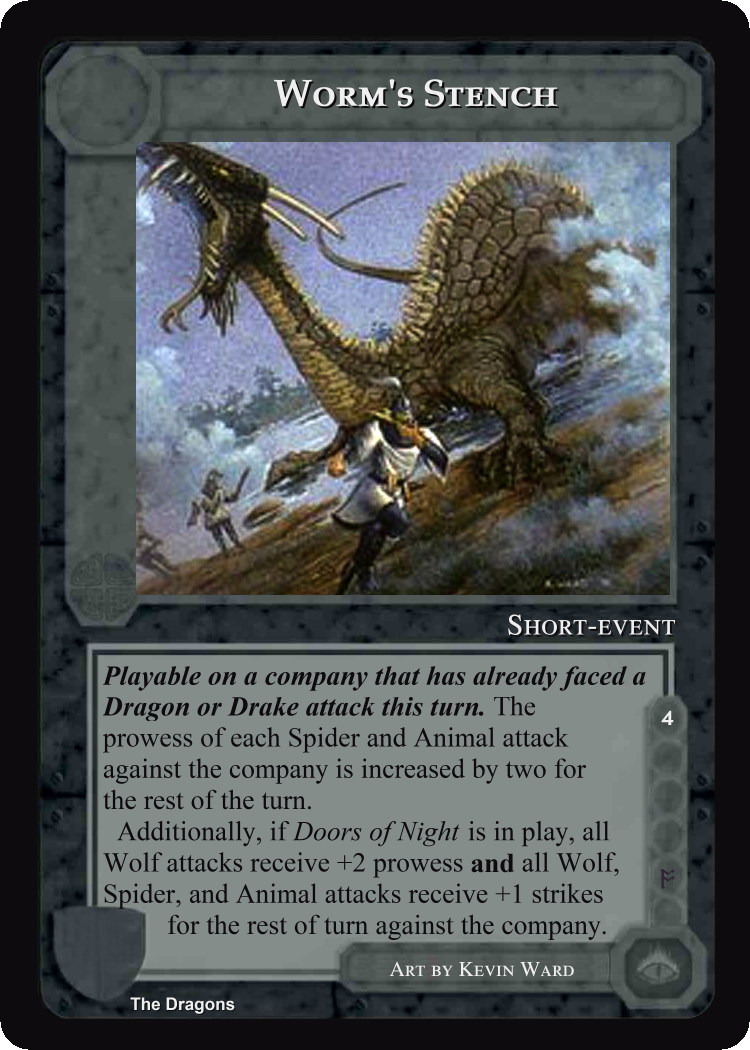 Worm's Stench
Short-event
Playable on a company that has already faced a
Dragon or Drake attack this turn. The
prowess of each Spider and Animal attack
against the company is increased by two for
the rest of the turn.
Additionally, if Doors of Night is in play, all
Wolf attacks receive +2 prowess and all Wolf,
Spider, and Animal attacks receive +1 strikes
for the rest of turn against the company.
4
Art by Kevin Ward
The Dragons